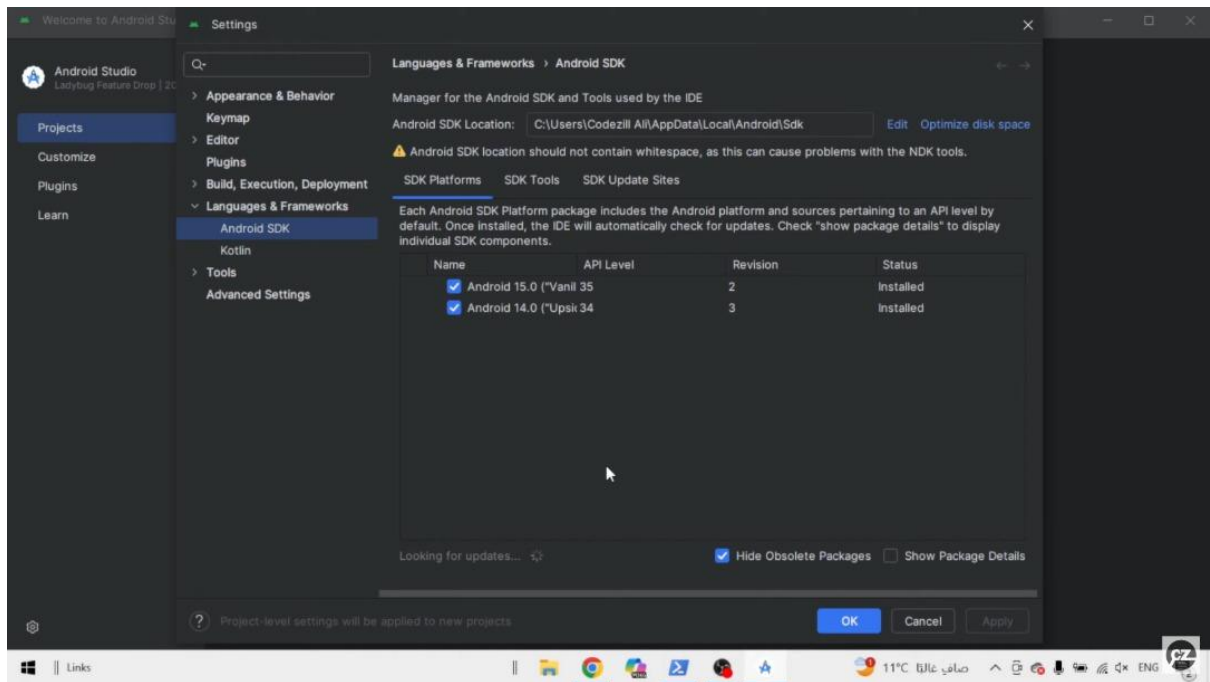 Welcome to Android Stu
Settings
Android Studio
Ladybug Feature Drop | 20
Projects
Customize
Plugins
Learn
Appearance & Behavior
Keymap
Editor
Plugins
Build, Execution, Deployment
Languages & Frameworks
Android SDK
Kotlin
Tools
Advanced Settings
Languages & Frameworks › Android SDK
Manager for the Android SDK and Tools used by the IDE
Android SDK Location: C:\Users\Codezill Ali\AppData\Local\Android\Sdk Edit Optimize disk space
Android SDK location should not contain whitespace, as this can cause problems with the NDK tools.
SDK Platforms SDK Tools SDK Update Sites
Each Android SDK Platform package includes the Android platform and sources pertaining to an API level by
default. Once installed, the IDE will automatically check for updates. Check "show package details" to display
individual SDK components.
Name API Level Revision Status
Android 15.0 ("Vanil 35 2 Installed
Android 14.0 ("Upsi 34 3 Installed
Looking for updates... Hide Obsolete Packages Show Package Details
? Project-level settings will be applied to new projects
OK Cancel Apply
Links 11°C صافي غالبًا ENG
CZ